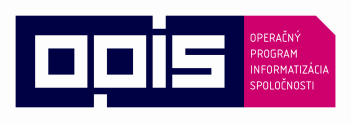 opis
OPERAČNÝ
PROGRAM
INFORMATIZÁCIA
SPOLOČNOSTI